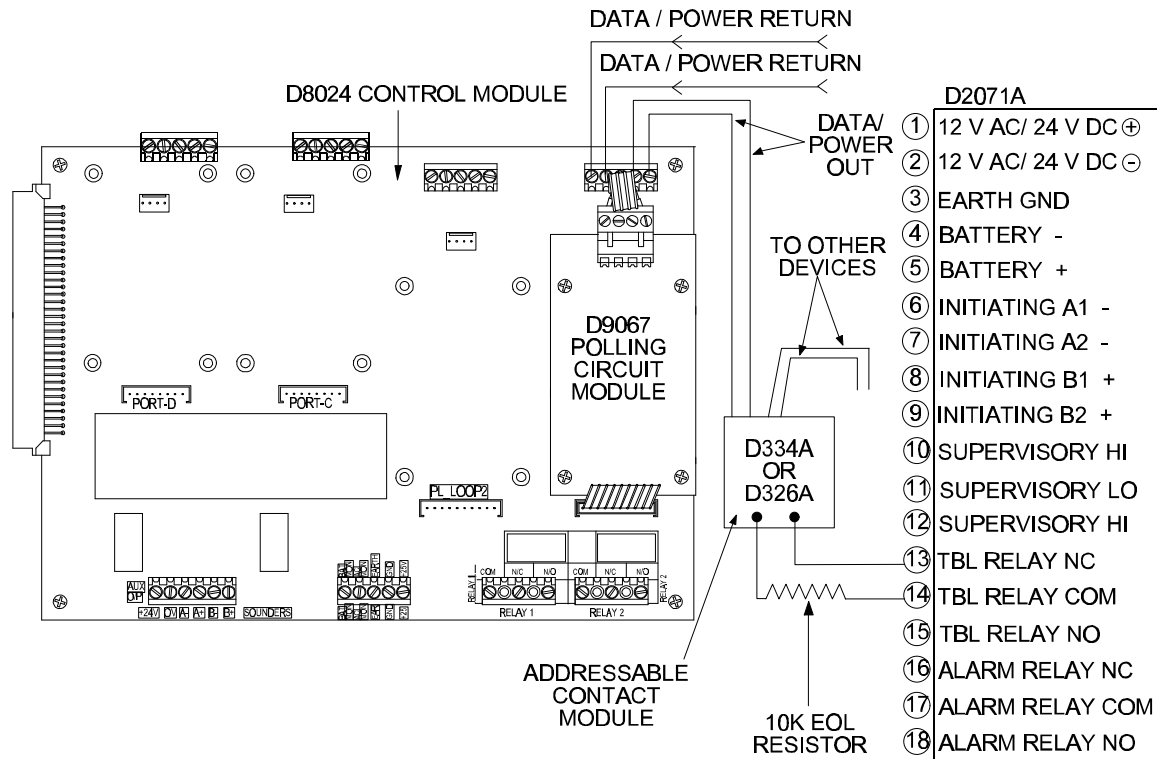 DATA / POWER RETURN
DATA / POWER RETURN
D8024 CONTROL MODULE
DATA/
POWER
OUT
TO OTHER
DEVICES
D9067
POLLING
CIRCUIT
MODULE
PORT-D
PORT-C
PL_LOOP2
D334A
OR
D326A
COM N/C N/O COM N/C N/O
RELAY 1
RELAY 2
RELAY 1
RELAY 2
AUX
O/P
+24V 0V A- A+ B- B+ SOUNDERS
EARTH
GND
GND
ADDRESSABLE
CONTACT
MODULE
10K EOL
RESISTOR
D2071A
1 12 V AC/ 24 V DC ⊕
2 12 V AC/ 24 V DC ⊖
3 EARTH GND
4 BATTERY -
5 BATTERY +
6 INITIATING A1 -
7 INITIATING A2 -
8 INITIATING B1 +
9 INITIATING B2 +
10 SUPERVISORY HI
11 SUPERVISORY LO
12 SUPERVISORY HI
13 TBL RELAY NC
14 TBL RELAY COM
15 TBL RELAY NO
16 ALARM RELAY NC
17 ALARM RELAY COM
18 ALARM RELAY NO